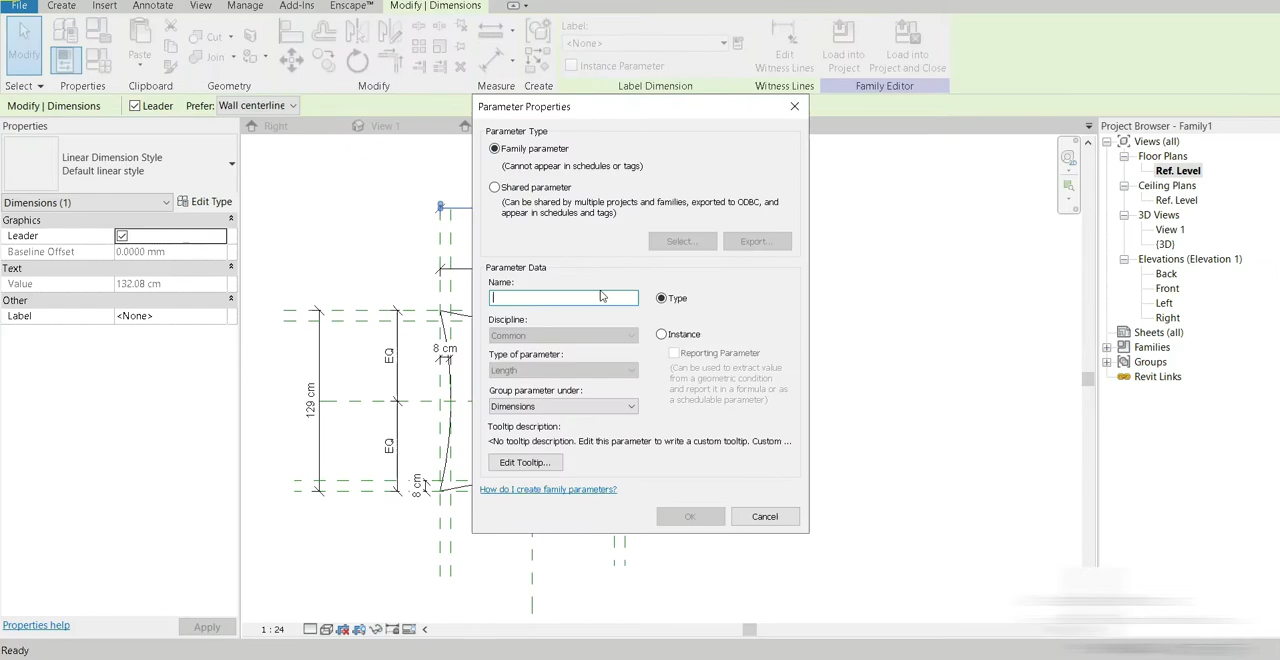 File
Create
Insert
Annotate
View
Manage
Add-Ins
Enscape™
Modify | Dimensions
Modify
Paste
Cut
Join
Label:
<None>
Instance Parameter
Edit
Witness Lines
Load into
Project
Load into
Project and Close
Select
Properties
Clipboard
Geometry
Modify
Measure
Create
Label Dimension
Witness Lines
Family Editor
Modify | Dimensions
Leader
Prefer:
Wall centerline
Properties
Linear Dimension Style
Default linear style
Dimensions (1)
Edit Type
Graphics
Leader
Baseline Offset
0.0000 mm
Text
Value
132.08 cm
Other
Label
<None>
Properties help
Apply
Right
View 1
129 cm
EQ
EQ
8 cm
8 cm
Parameter Properties
Parameter Type
Family parameter
(Cannot appear in schedules or tags)
Shared parameter
(Can be shared by multiple projects and families, exported to ODBC, and
appear in schedules and tags)
Select...
Export...
Parameter Data
Name:
Type
Discipline:
Common
Instance
Type of parameter:
Reporting Parameter
Length
(Can be used to extract value
from a geometric condition
and report it in a formula or as
a schedulable parameter)
Group parameter under:
Dimensions
Tooltip description:
<No tooltip description. Edit this parameter to write a custom tooltip. Custom ...
Edit Tooltip...
How do I create family parameters?
OK
Cancel
Project Browser - Family1
Views (all)
Floor Plans
Ref. Level
Ceiling Plans
Ref. Level
3D Views
View 1
{3D}
Elevations (Elevation 1)
Back
Front
Left
Right
Sheets (all)
Families
Groups
Revit Links
1 : 24
Ready